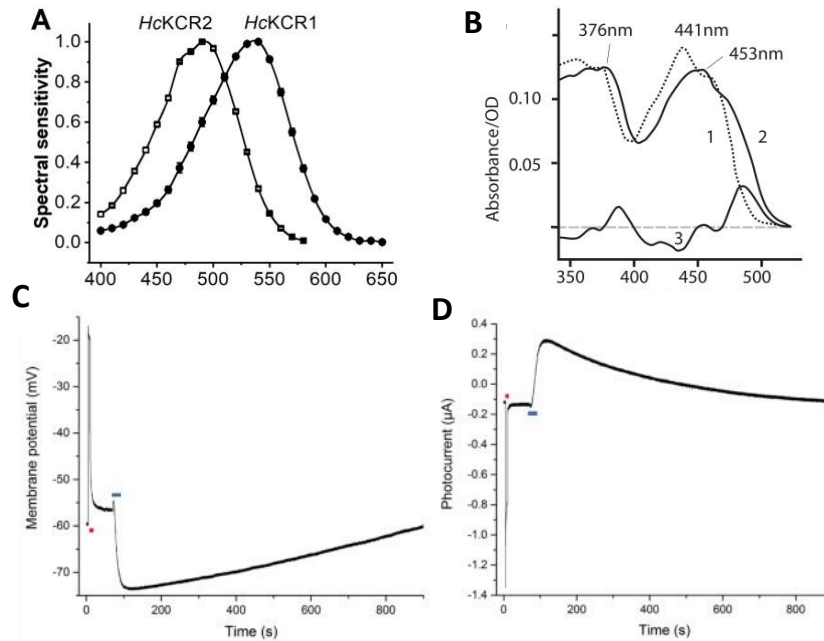 A
HcKCR2 HcKCR1
Spectral sensitivity
1.0
0.8
0.6
0.4
0.2
0.0
400 450 500 550 600 650
B
376nm 441nm
453nm
Absorbance/OD
0.10
0.05
1 2
3
350 400 450 500
C
Membrane potential (mV)
-20
-30
-40
-50
-60
-70
0 200 400 600 800
Time (s)
D
Photocurrent (µA)
0.4
0.2
0.0
-0.2
-0.4
-0.6
-0.8
-1.0
-1.2
-1.4
0 200 400 600 800
Time (s)